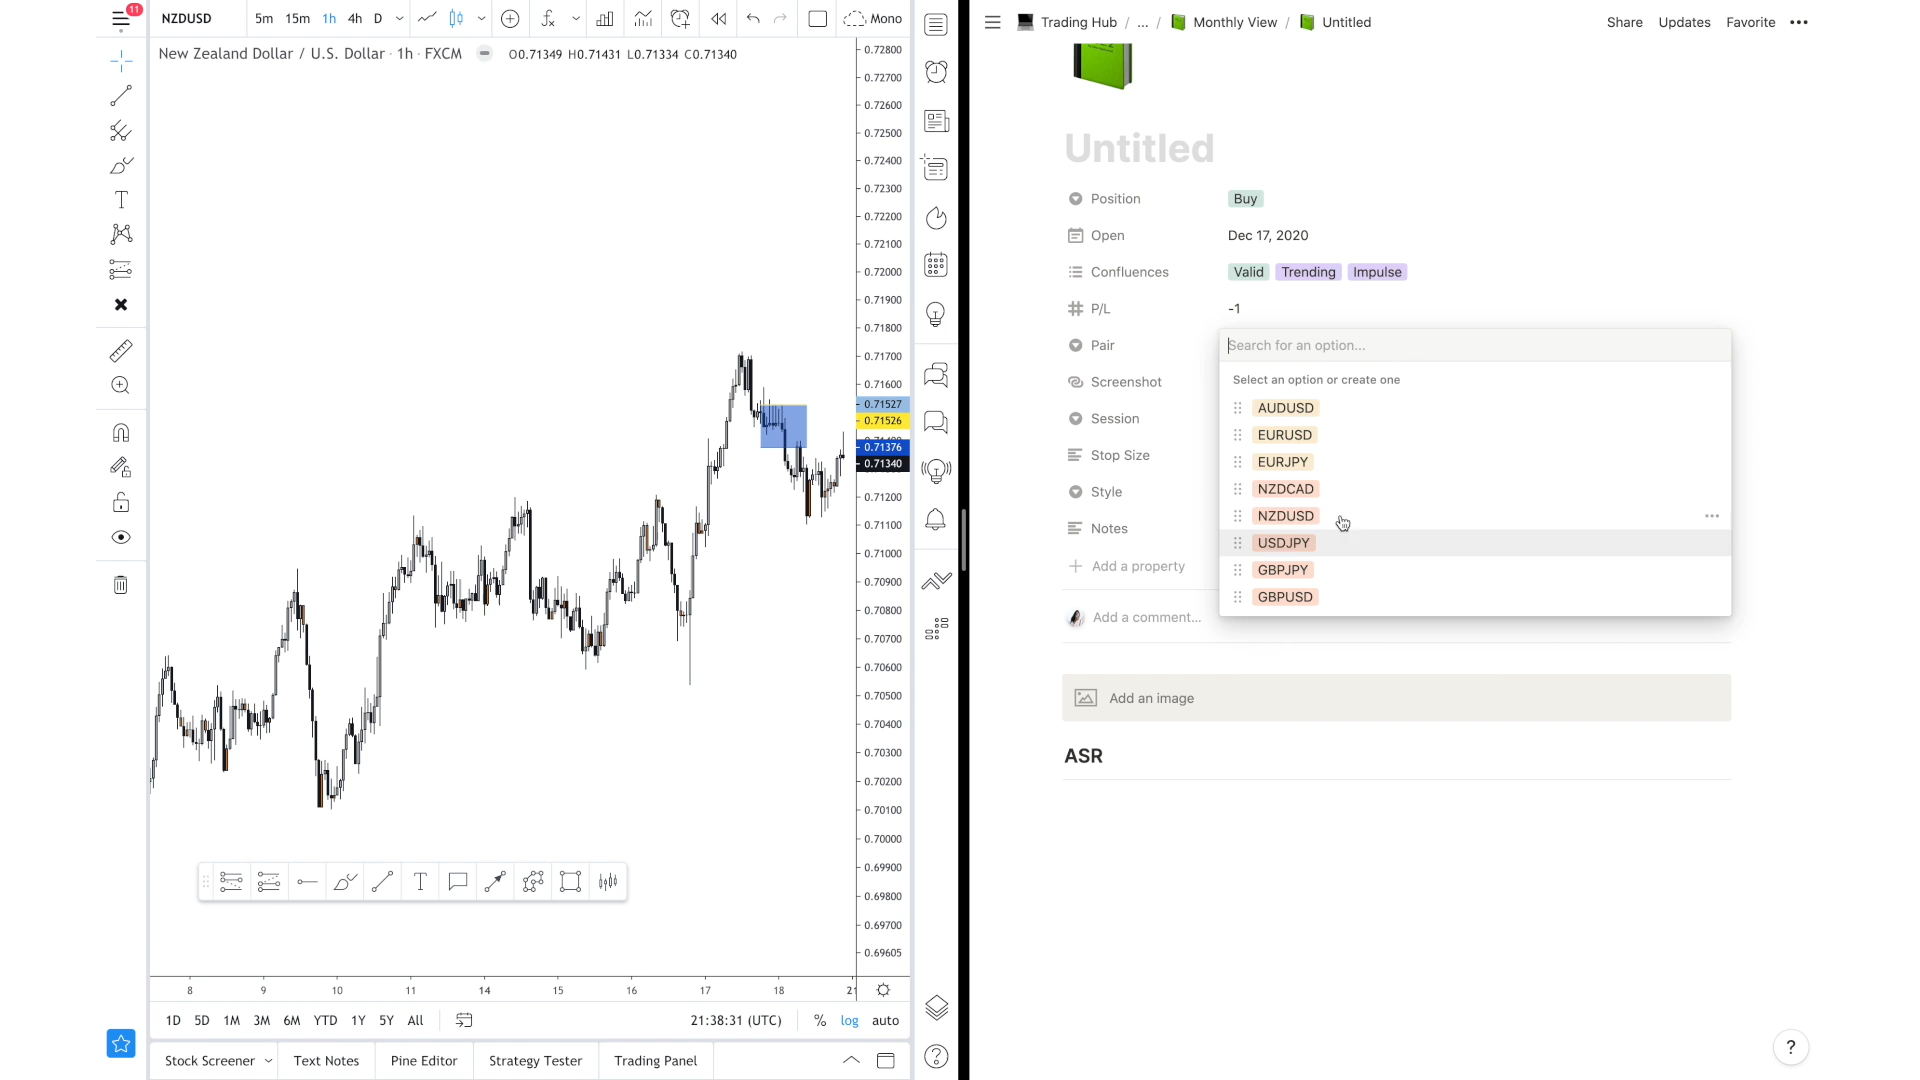 11
NZDUSD
5m 15m 1h 4h D
Mono
New Zealand Dollar / U.S. Dollar · 1h · FXCM
O0.71349 H0.71431 L0.71334 C0.71340
0.72800
0.72700
0.72600
0.72500
0.72400
0.72300
0.72200
0.72100
0.72000
0.71900
0.71800
0.71700
0.71600
0.71527
0.71526
0.71376
0.71340
0.71200
0.71100
0.71000
0.70900
0.70800
0.70700
0.70600
0.70500
0.70400
0.70300
0.70200
0.70100
0.70000
0.69900
0.69800
0.69700
0.69605
8 9 10 11 14 15 16 17 18 21
1D 5D 1M 3M 6M YTD 1Y 5Y All
21:38:31 (UTC) % log auto
Stock Screener Text Notes Pine Editor Strategy Tester Trading Panel
Trading Hub / ... / Monthly View / Untitled
Share Updates Favorite
Untitled
Position Buy
Open Dec 17, 2020
Confluences Valid Trending Impulse
P/L -1
Pair
Screenshot
Session
Stop Size
Style
Notes
Add a property
Search for an option...
Select an option or create one
AUDUSD
EURUSD
EURJPY
NZDCAD
NZDUSD
USDJPY
GBPJPY
GBPUSD
Add a comment...
Add an image
ASR
?